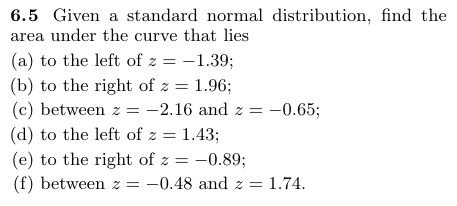 6.5 Given a standard normal distribution, find the
area under the curve that lies
(a) to the left of z = −1.39;
(b) to the right of z = 1.96;
(c) between z = −2.16 and z = −0.65;
(d) to the left of z = 1.43;
(e) to the right of z = −0.89;
(f) between z = −0.48 and z = 1.74.